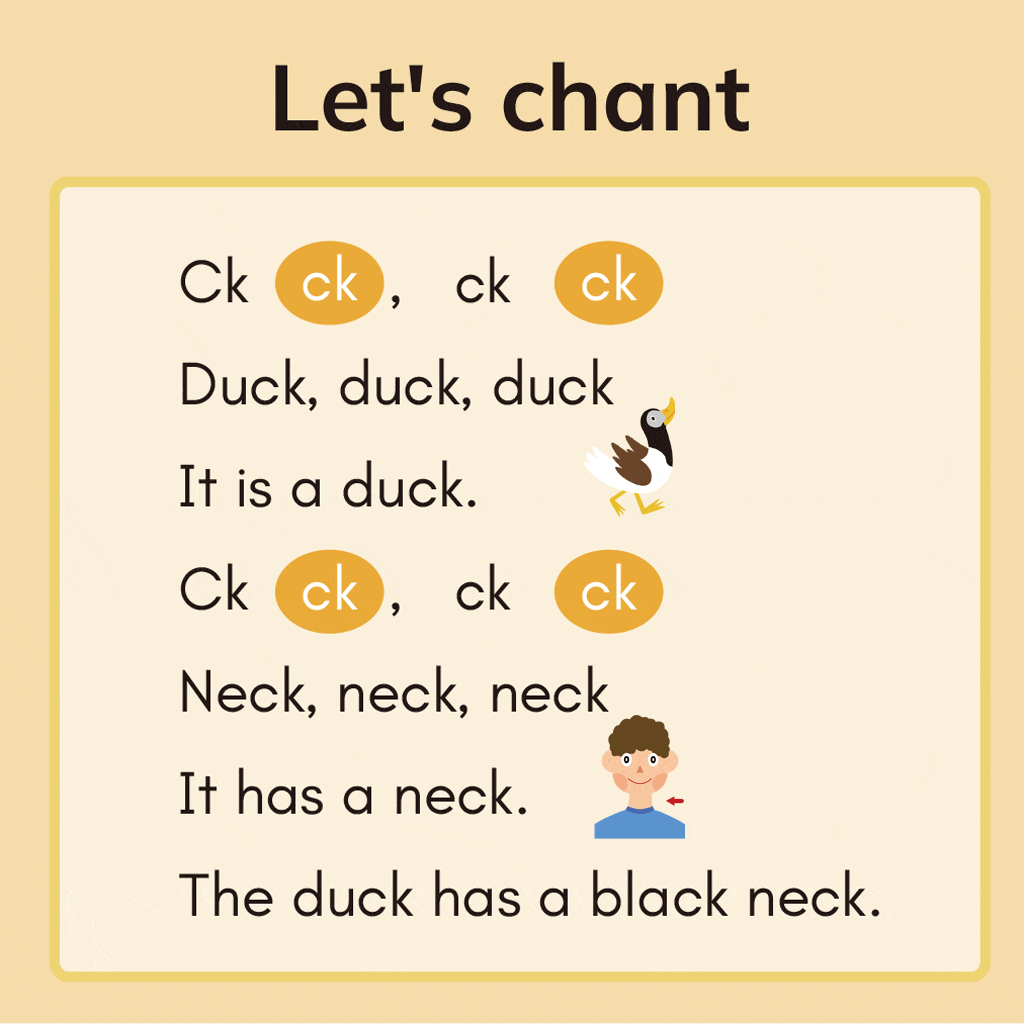 Let's chant
Ck ck, ck ck
Duck, duck, duck
It is a duck.
Ck ck, ck ck
Neck, neck, neck
It has a neck.
The duck has a black neck.